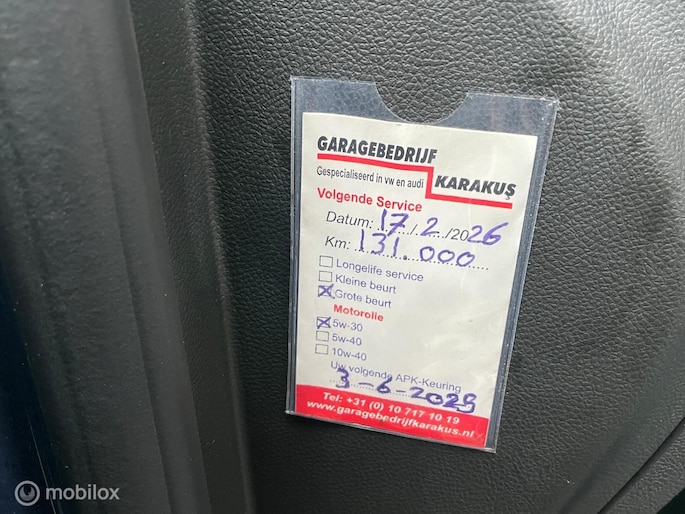 GARAGEBEDRIJF
Gespecialiseerd in vw en audi
KARAKUŞ
Volgende Service
Datum: 17/2/2026
Km: 131.000
Longelife service
Kleine beurt
Grote beurt
Motorolie
5w-30
5w-40
10w-40
Uw volgende APK-Keuring
3-6-2025
Tel: +31 (0) 10 717 10 19
www.garagebedrijfkarakus.nl
mobilox